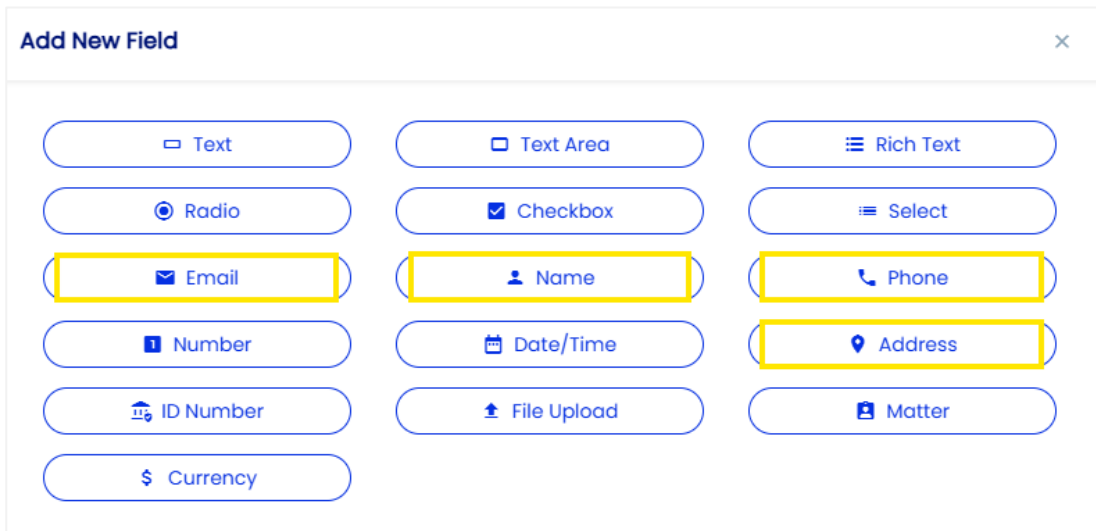 Add New Field
Text
Text Area
Rich Text
Radio
Checkbox
Select
Email
Name
Phone
Number
Date/Time
Address
ID Number
File Upload
Matter
$ Currency